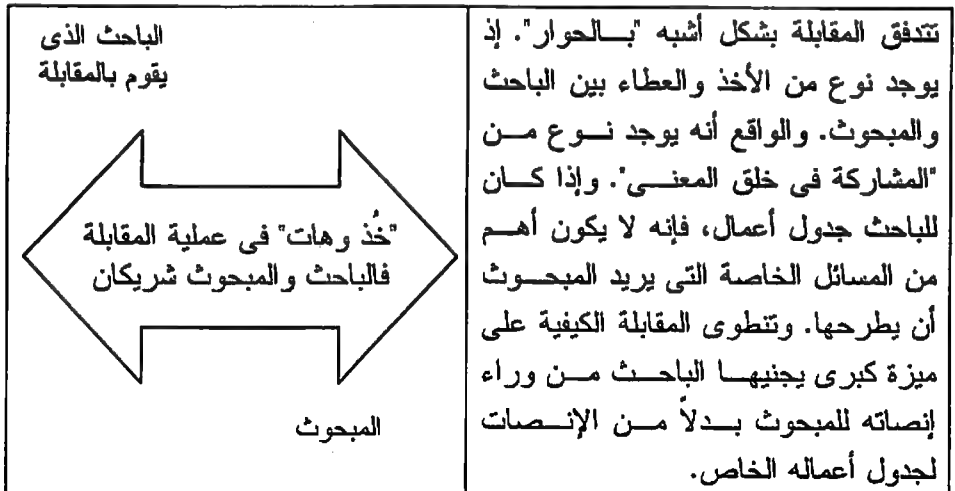 تتدفق المقابلة بشكل أشبه "بالحوار". إذ
يوجد نوع من الأخذ والعطاء بين الباحث
والمبحوث. والواقع أنه يوجد نوع من
"المشاركة فى خلق المعنى". وإذا كان
للباحث جدول أعمال، فإنه لا يكون أهم
من المسائل الخاصة التى يريد المبحوث
أن يطرحها. وتنطوى المقابلة الكيفية على
ميزة كبرى يجنيها الباحث من وراء
إنصاته للمبحوث بدلاً من الإنصات
لجدول أعماله الخاص.
الباحث الذى
يقوم بالمقابلة
"خُذ وهات" فى عملية المقابلة
فالباحث والمبحوث شريكان
المبحوث